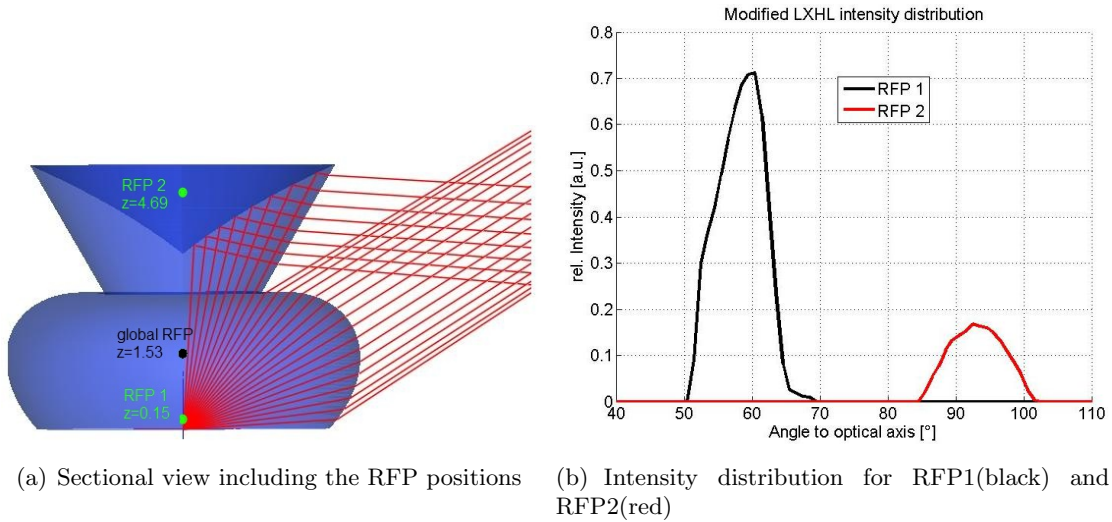 RFP 2
z=4.69
global RFP
z=1.53
RFP 1
z=0.15
(a) Sectional view including the RFP positions
Modified LXHL intensity distribution
rel. Intensity [a.u.]
0.8
0.7
0.6
0.5
0.4
0.3
0.2
0.1
0
RFP 1
RFP 2
40 50 60 70 80 90 100 110
Angle to optical axis [°]
(b) Intensity distribution for RFP1(black) and
RFP2(red)